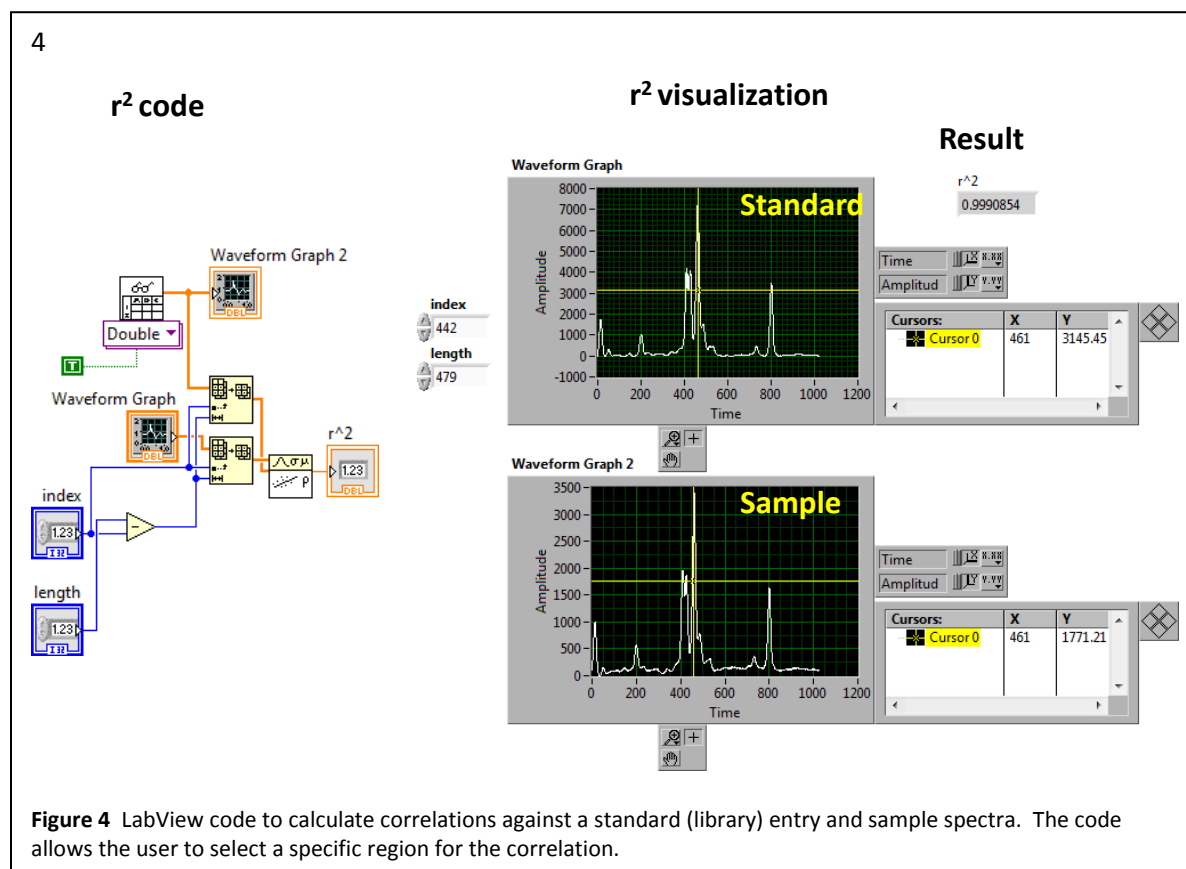 4
r² code
r² visualization
Result
Waveform Graph 2
DBL
Double
T
Waveform Graph
DBL
r^2
1.23
DBL
index
1.23
I32
length
1.23
I32
index
442
length
479
Waveform Graph
Standard
Amplitude
8000
7000
6000
5000
4000
3000
2000
1000
0
-1000
0 200 400 600 800 1000 1200
Time
r^2
0.9990854
Time
Amplitud
Cursors: X Y
Cursor 0 461 3145.45
Waveform Graph 2
Sample
Amplitude
3500
3000
2500
2000
1500
1000
500
0
0 200 400 600 800 1000 1200
Time
Time
Amplitud
Cursors: X Y
Cursor 0 461 1771.21
Figure 4 LabView code to calculate correlations against a standard (library) entry and sample spectra. The code
allows the user to select a specific region for the correlation.